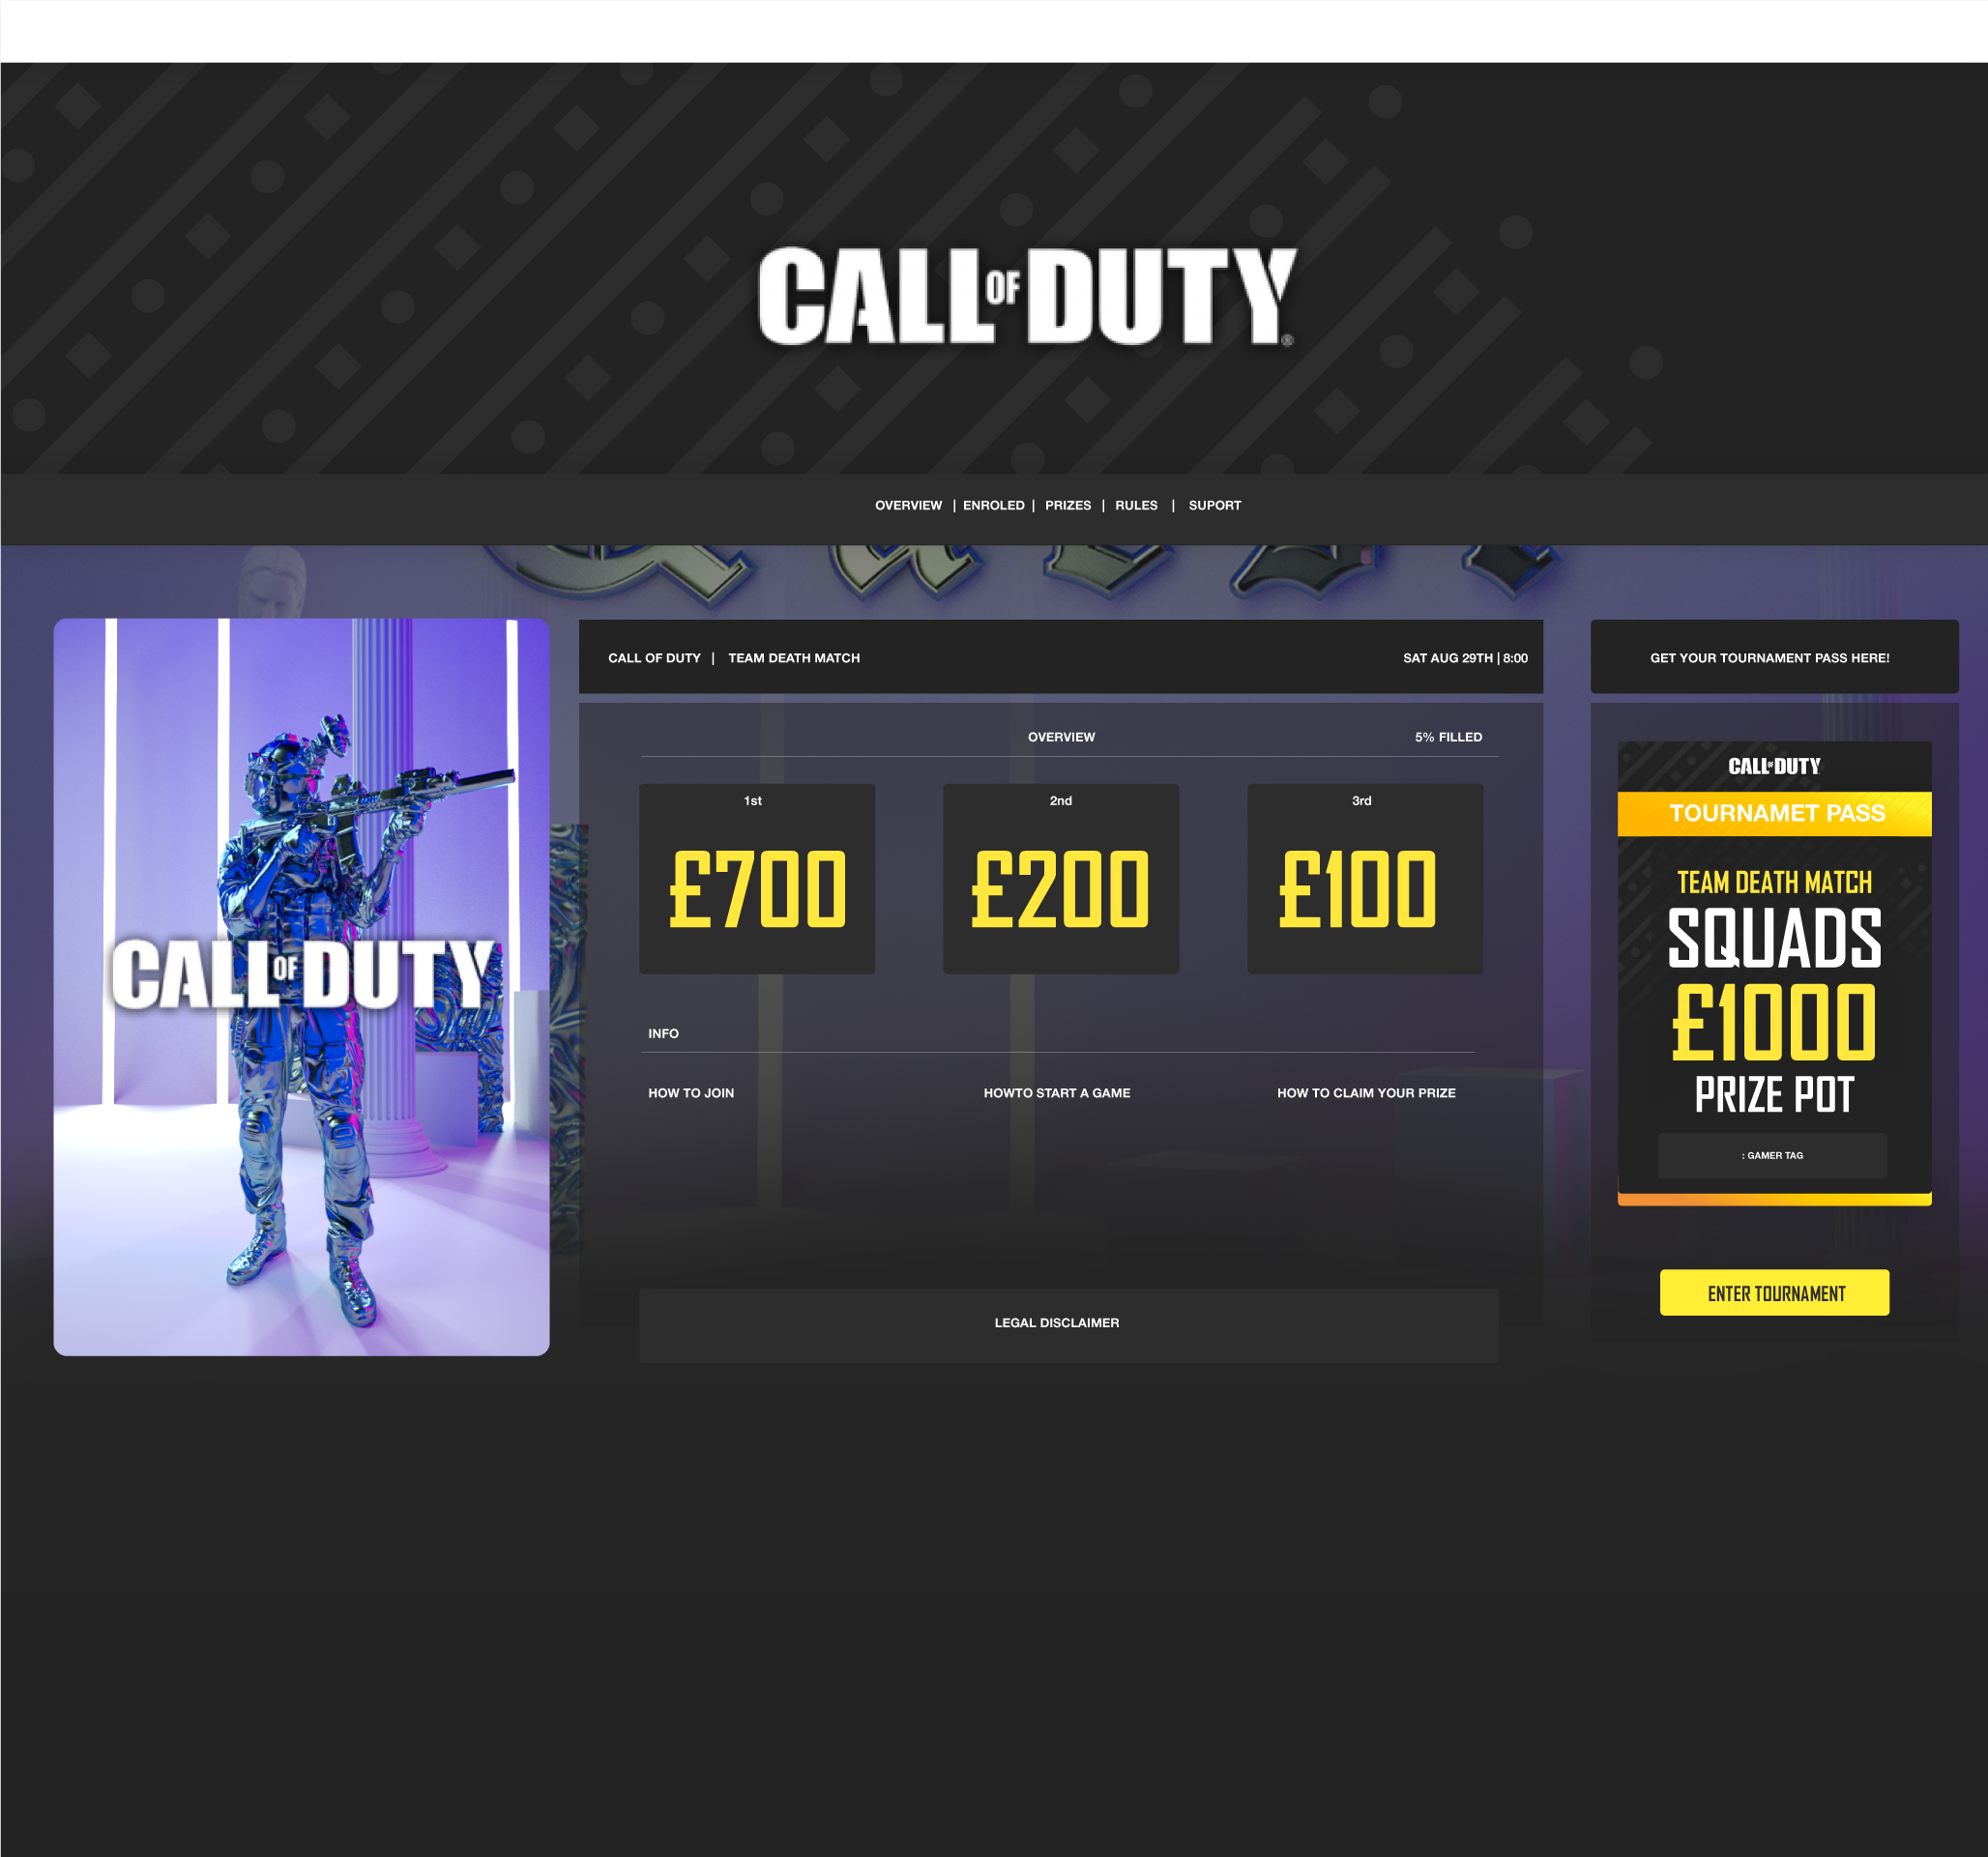 CALL OF DUTY®
OVERVIEW | ENROLED | PRIZES | RULES | SUPORT
CALL OF DUTY
CALL OF DUTY | TEAM DEATH MATCH
SAT AUG 29TH | 8:00
OVERVIEW
5% FILLED
1st
£700
2nd
£200
3rd
£100
INFO
HOW TO JOIN
HOWTO START A GAME
HOW TO CLAIM YOUR PRIZE
LEGAL DISCLAIMER
GET YOUR TOURNAMENT PASS HERE!
CALL OF DUTY
TOURNAMET PASS
TEAM DEATH MATCH
SQUADS
£1000
PRIZE POT
: GAMER TAG
ENTER TOURNAMENT